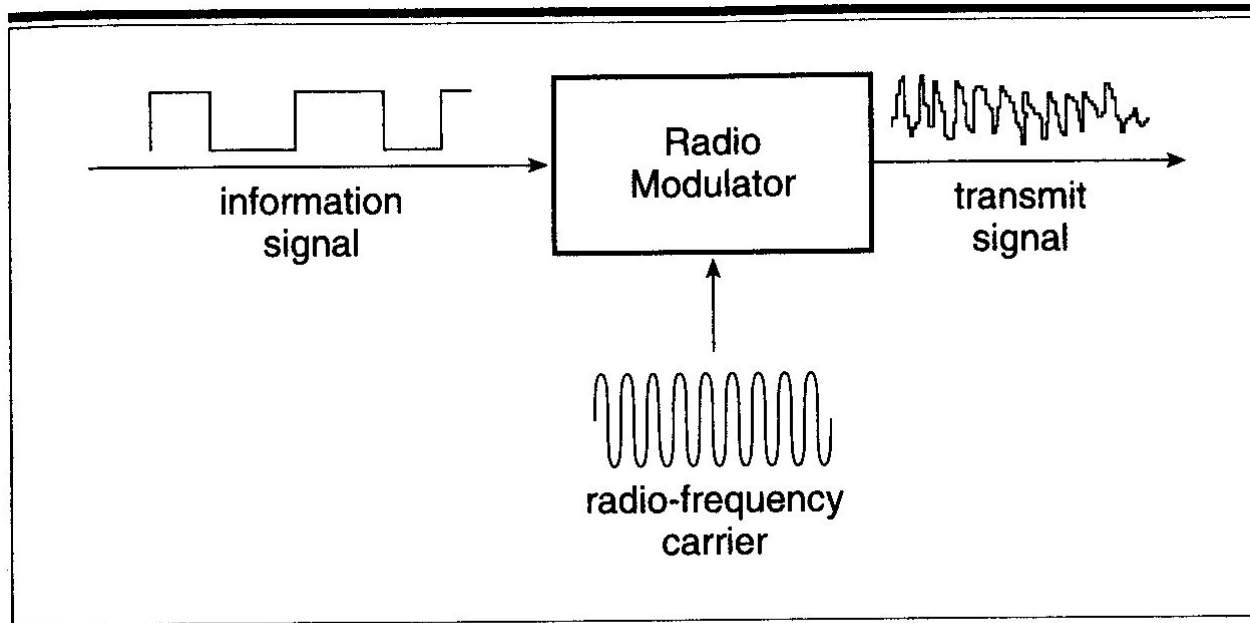 information
signal
Radio
Modulator
transmit
signal
radio-frequency
carrier